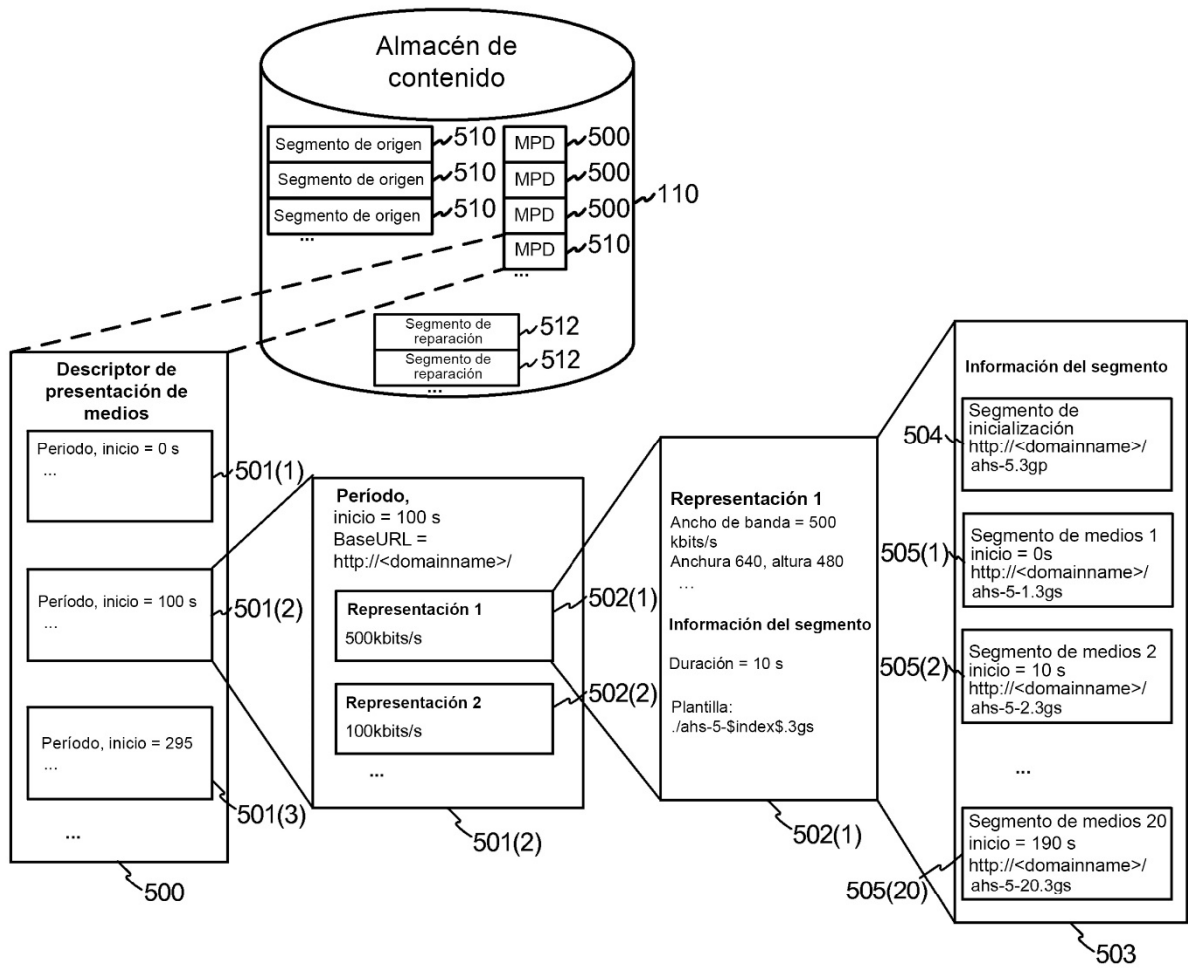 Almacén de
contenido
Segmento de origen
510
Segmento de origen
510
Segmento de origen
510
...
MPD
500
MPD
500
MPD
500
MPD
510
...
110
Segmento de
reparación
512
Segmento de
reparación
512
...
Descriptor de
presentación de
medios
Periodo, inicio = 0 s
...
501(1)
Período, inicio = 100 s
...
501(2)
Período, inicio = 295
...
501(3)
...
500
Período,
inicio = 100 s
BaseURL =
http://<domainname>/
Representación 1
500kbits/s
502(1)
Representación 2
100kbits/s
502(2)
...
501(2)
Representación 1
Ancho de banda = 500
kbits/s
Anchura 640, altura 480
...
Información del segmento
Duración = 10 s
Plantilla:
./ahs-5-$index$.3gs
502(1)
Información del segmento
504
Segmento de
inicialización
http://<domainname>/
ahs-5.3gp
505(1)
Segmento de medios 1
inicio = 0s
http://<domainname>/
ahs-5-1.3gs
505(2)
Segmento de medios 2
inicio = 10 s
http://<domainname>/
ahs-5-2.3gs
...
Segmento de medios 20
inicio = 190 s
http://<domainname>/
ahs-5-20.3gs
505(20)
503